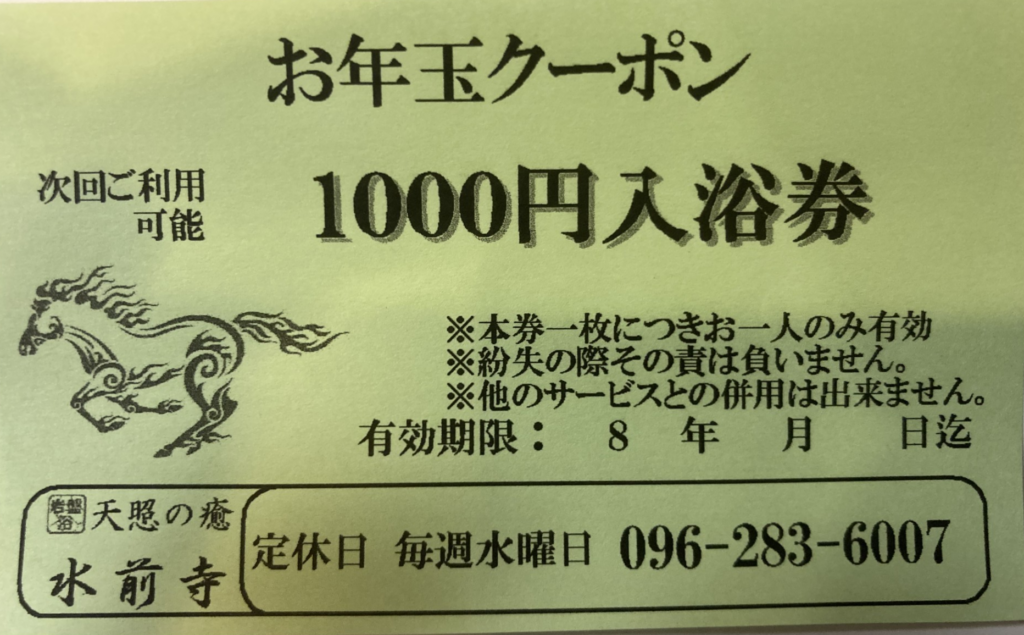 お年玉クーポン
次回ご利用
可能
1000円入浴券
※本券一枚につきお一人のみ有効
※紛失の際その責は負いません。
※他のサービスとの併用は出来ません。
有効期限： 8 年 月 日迄
岩盤浴 天照の癒
水前寺
定休日 毎週水曜日 096-283-6007